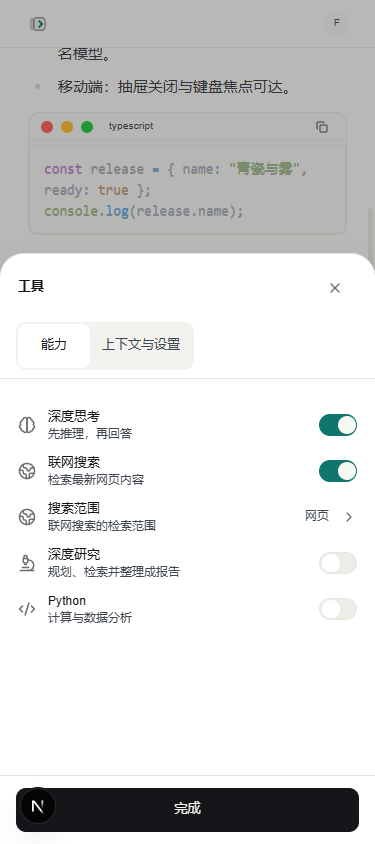 F
名模型。
移动端：抽屉关闭与键盘焦点可达。
typescript
const release = { name: "青瓷与雾",
ready: true };
console.log(release.name);
工具
能力
上下文与设置
深度思考
先推理，再回答
联网搜索
检索最新网页内容
搜索范围
联网搜索的检索范围
网页
深度研究
规划、检索并整理成报告
Python
计算与数据分析
N
完成